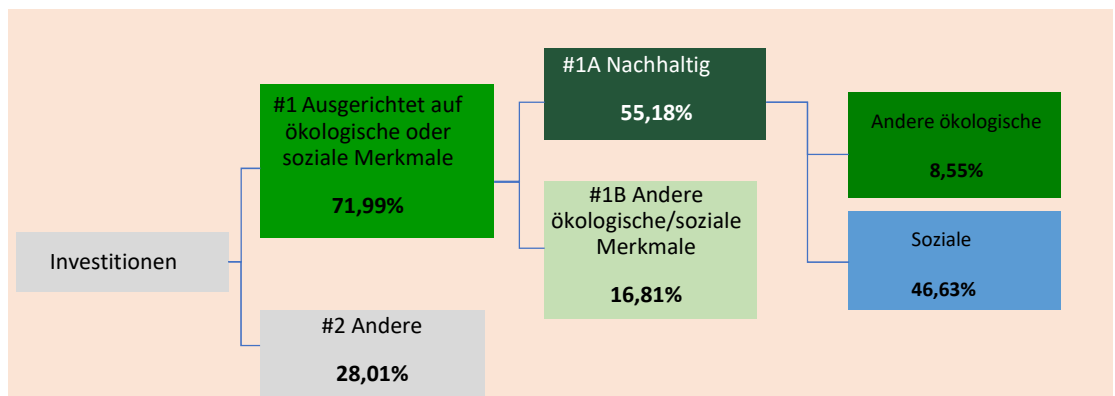 Investitionen
#1 Ausgerichtet auf
ökologische oder
soziale Merkmale
71,99%
#2 Andere
28,01%
#1A Nachhaltig
55,18%
#1B Andere
ökologische/soziale
Merkmale
16,81%
Andere ökologische
8,55%
Soziale
46,63%